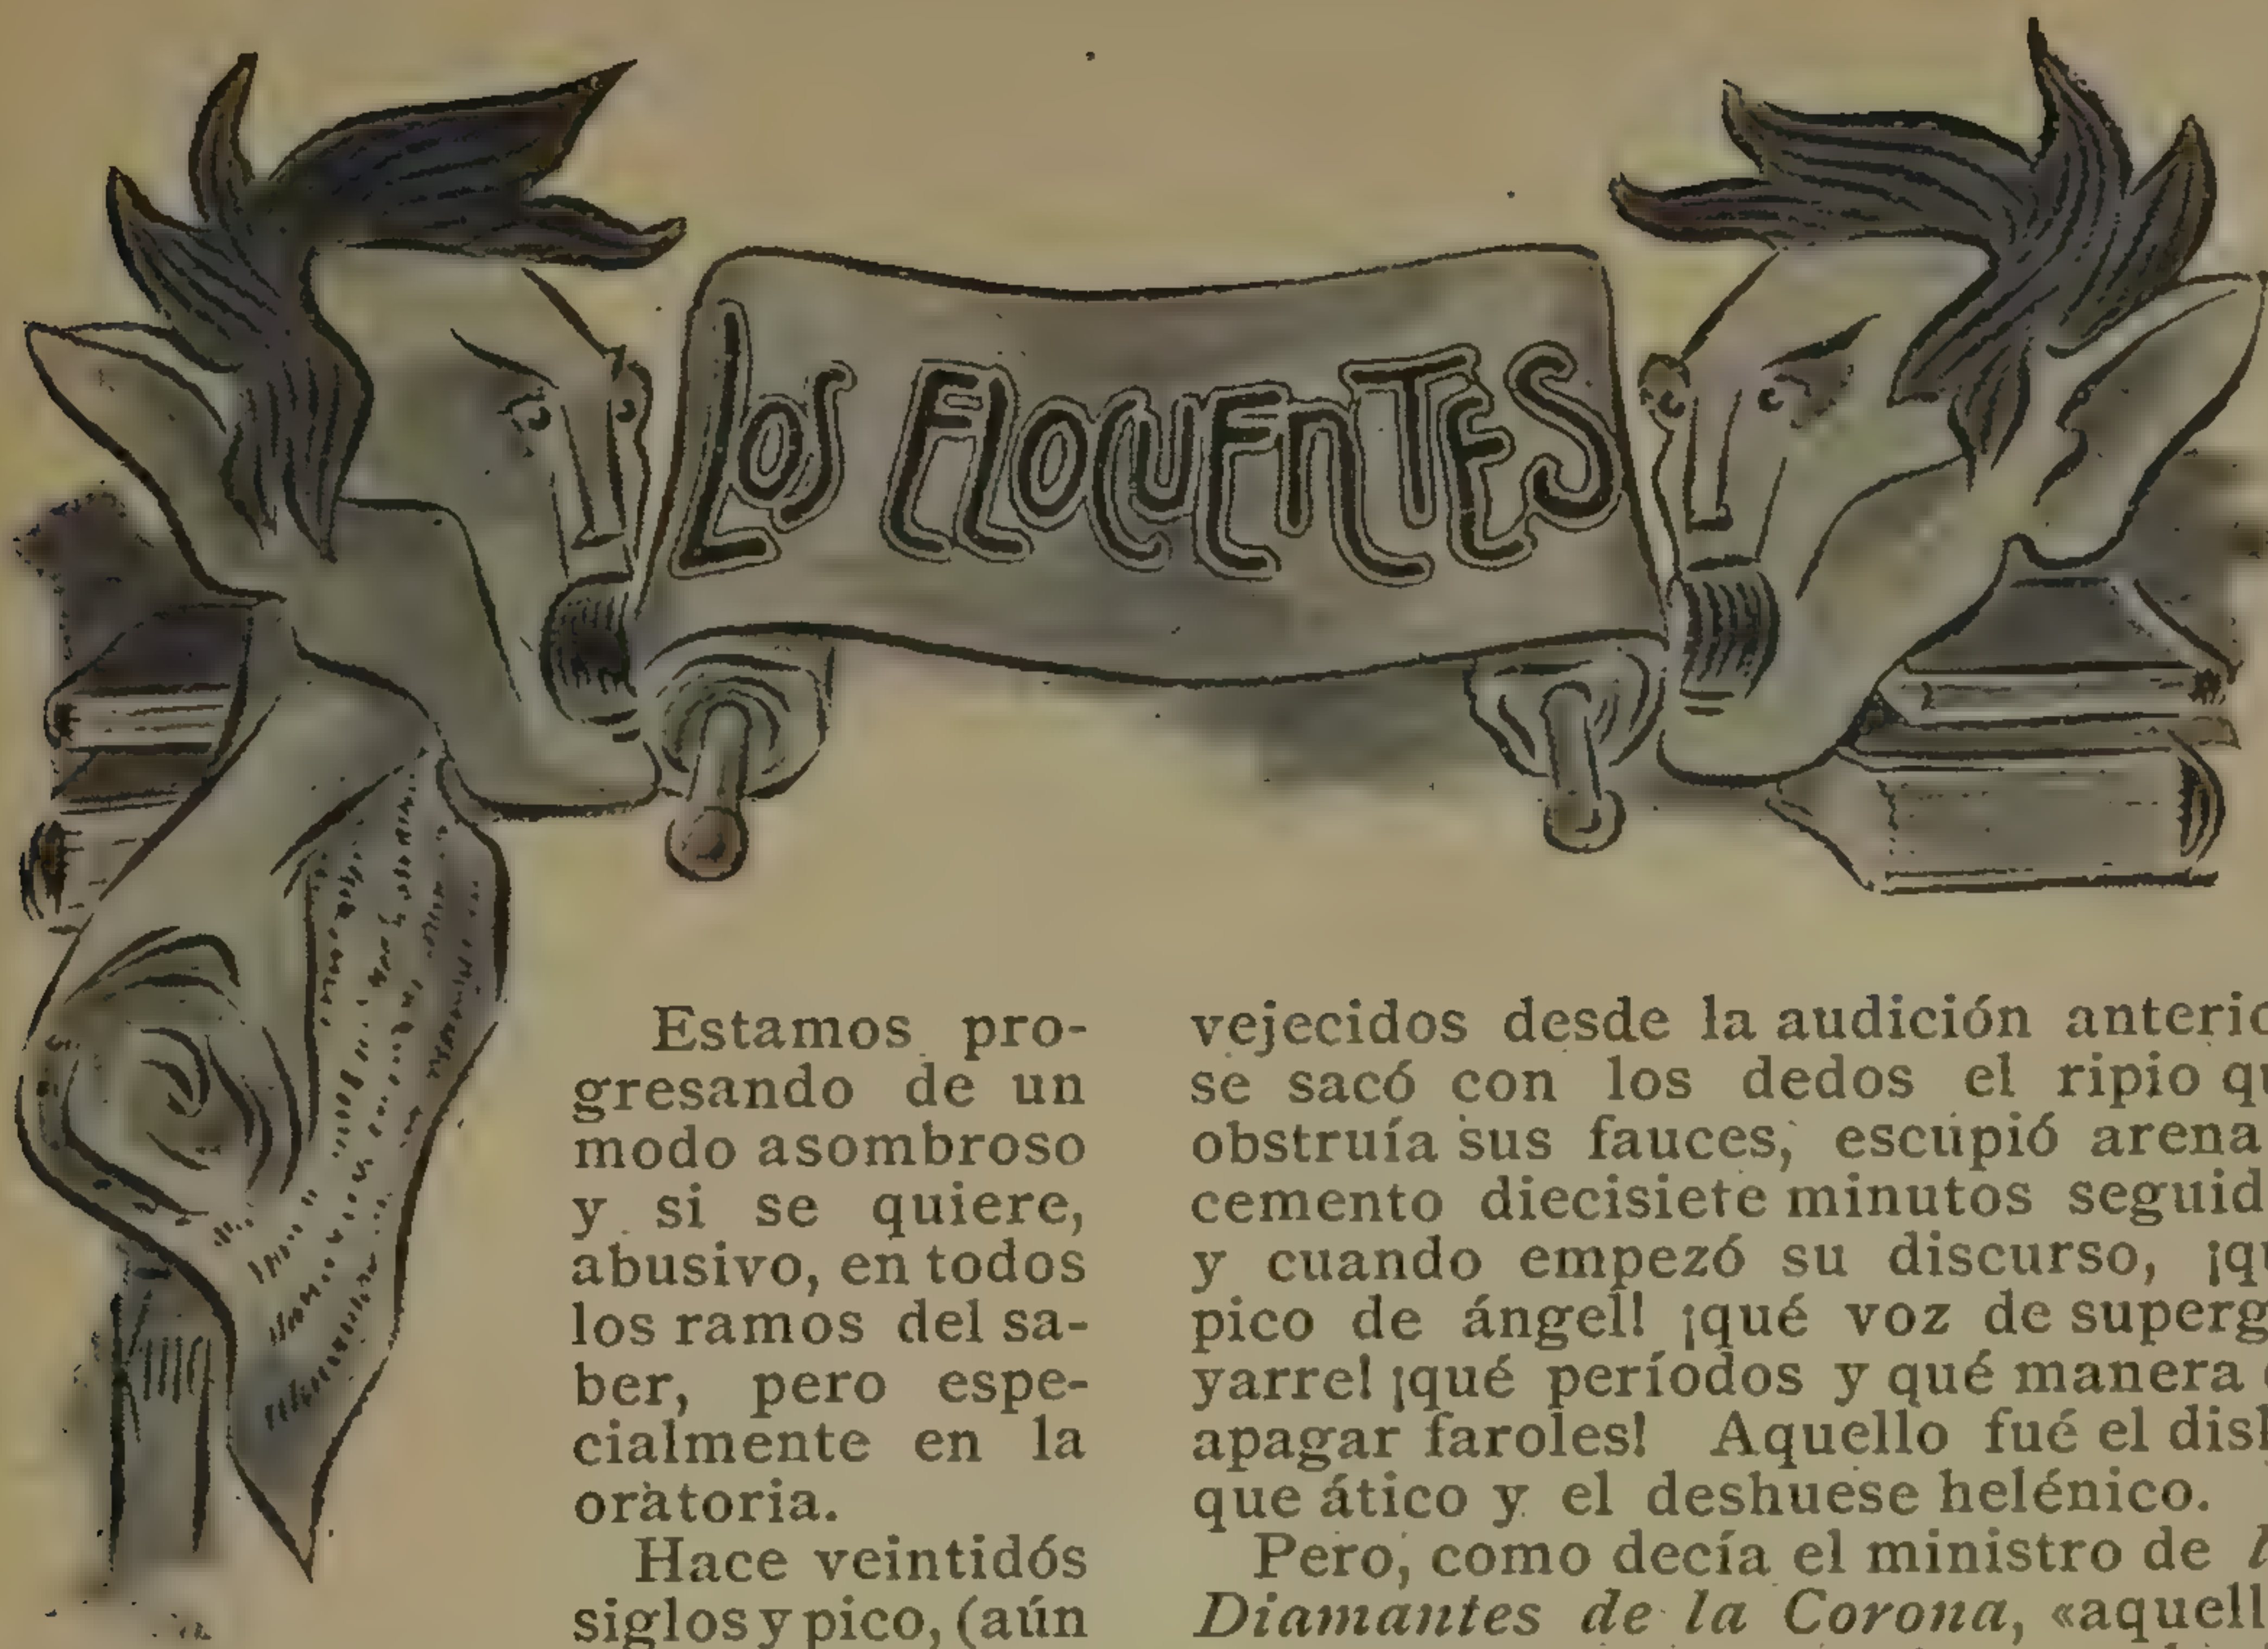 LOS ELOCUENTES
Estamos pro-
gresando de un
modo asombroso
y si se quiere,
abusivo, en todos
los ramos del sa-
ber, pero espe-
cialmente en la
oratoria.
Hace veintidós
siglos y pico, (aún
vejecidos desde la audición anterio
se sacó con los dedos el ripio qu
obstruía sus fauces, escupió arena
cemento diecisiete minutos seguid
y cuando empezó su discurso, ¡qu
pico de ángel! ¡qué voz de superg
yarre! ¡qué períodos y qué manera
apagar faroles! Aquello fué el dis
que ático y el deshuese helénico.
Pero, como decía el ministro de
Diamantes de la Corona, «aquell